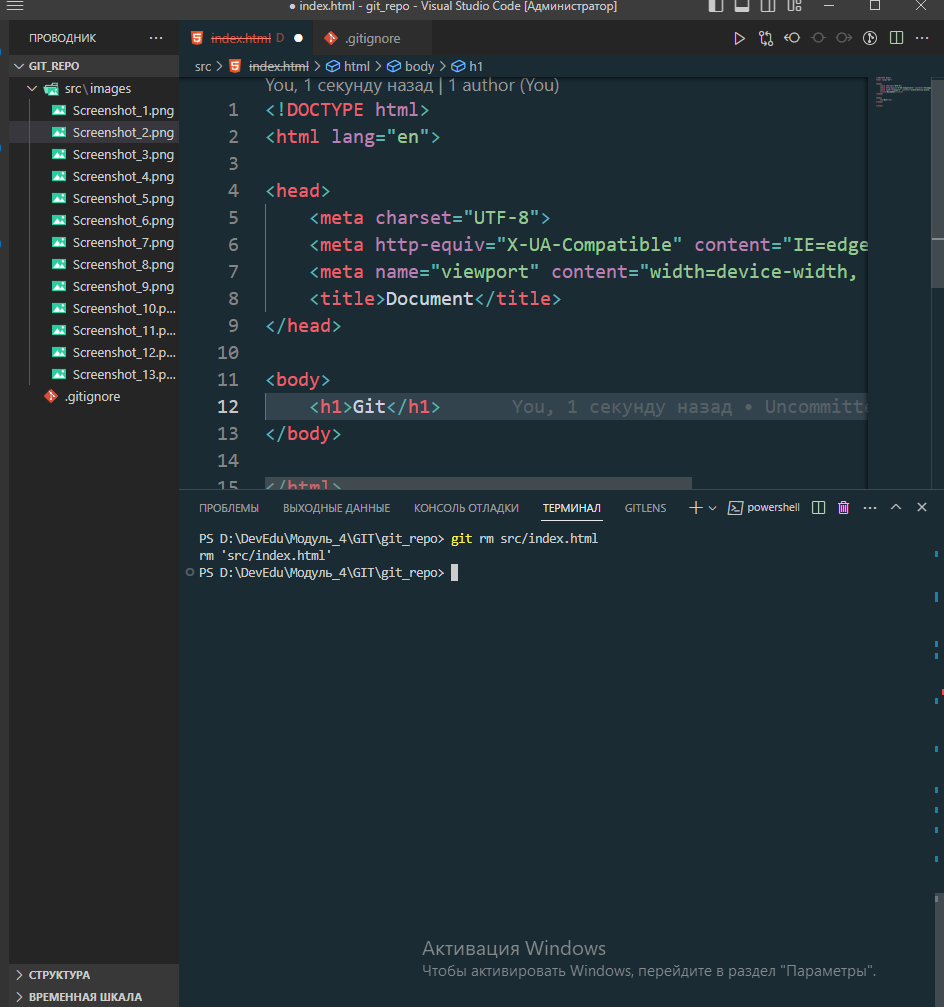 ● index.html - git_repo - Visual Studio Code [Администратор]
ПРОВОДНИК ···
index.html D ●
.gitignore
GIT_REPO
src > index.html > html > body > h1
src\images
Screenshot_1.png
Screenshot_2.png
Screenshot_3.png
Screenshot_4.png
Screenshot_5.png
Screenshot_6.png
Screenshot_7.png
Screenshot_8.png
Screenshot_9.png
Screenshot_10.p...
Screenshot_11.p...
Screenshot_12.p...
Screenshot_13.p...
.gitignore
You, 1 секунду назад | 1 author (You)
1 <!DOCTYPE html>
2 <html lang="en">
3
4 <head>
5 <meta charset="UTF-8">
6 <meta http-equiv="X-UA-Compatible" content="IE=edge
7 <meta name="viewport" content="width=device-width,
8 <title>Document</title>
9 </head>
10
11 <body>
12 <h1>Git</h1> You, 1 секунду назад • Uncommitte
13 </body>
14
15 </html>
ПРОБЛЕМЫ ВЫХОДНЫЕ ДАННЫЕ КОНСОЛЬ ОТЛАДКИ ТЕРМИНАЛ GITLENS powershell
PS D:\DevEdu\Модуль_4\GIT\git_repo> git rm src/index.html
rm 'src/index.html'
PS D:\DevEdu\Модуль_4\GIT\git_repo>
Активация Windows
Чтобы активировать Windows, перейдите в раздел "Параметры".
СТРУКТУРА
ВРЕМЕННАЯ ШКАЛА